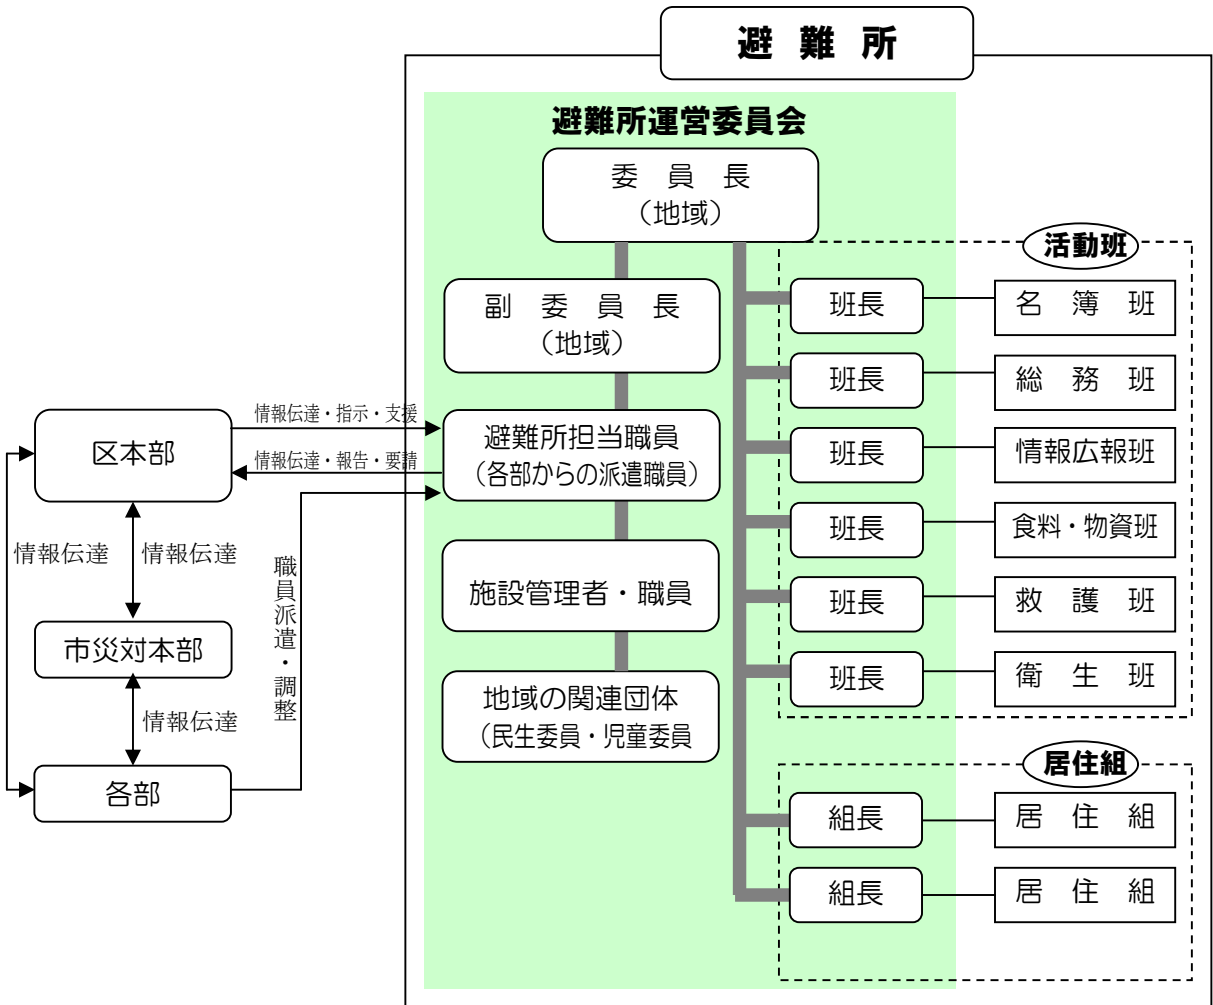 避 難 所
避難所運営委員会
委 員 長
（地域）
副 委 員 長
（地域）
避難所担当職員
（各部からの派遣職員）
施設管理者・職員
地域の関連団体
（民生委員・児童委員
活動班
班長
名 簿 班
班長
総 務 班
班長
情報広報班
班長
食料・物資班
班長
救 護 班
班長
衛 生 班
居住組
組長
居 住 組
組長
居 住 組
区本部
情報伝達・指示・支援
情報伝達・報告・要請
情報伝達
情報伝達
職員派遣・調整
市災対本部
情報伝達
各部